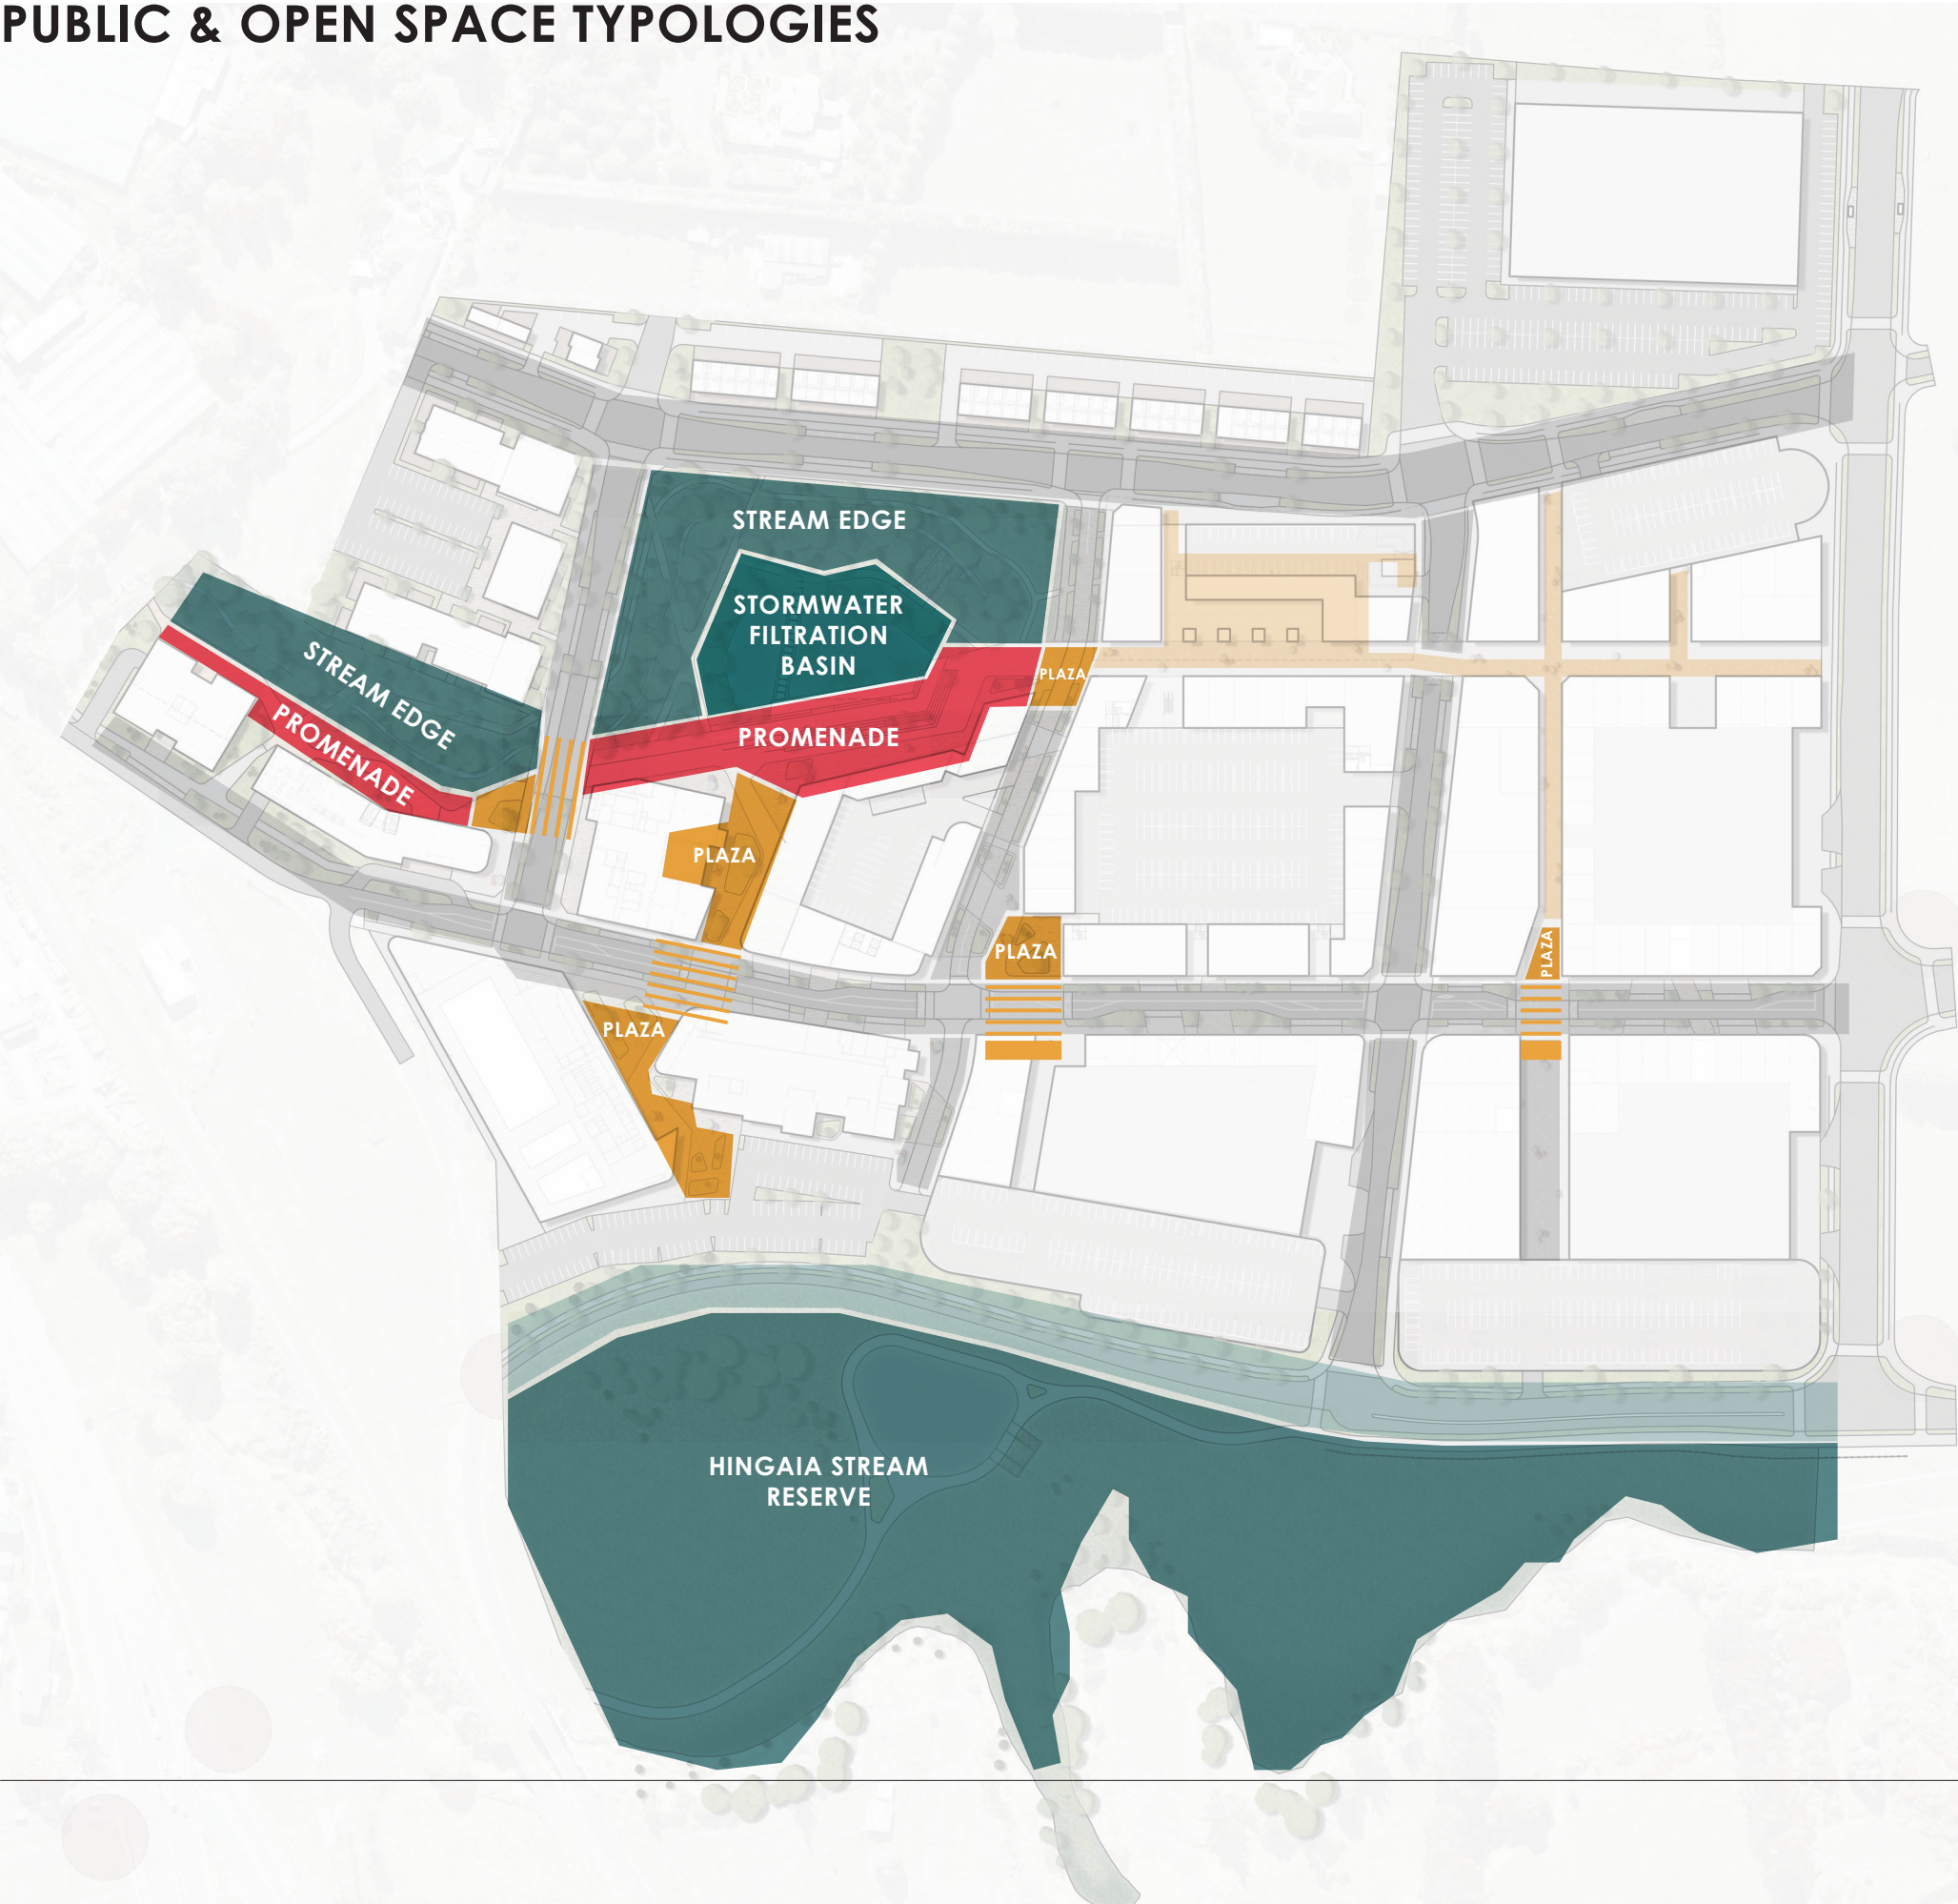 PUBLIC & OPEN SPACE TYPOLOGIES
STREAM EDGE
STORMWATER
FILTRATION
BASIN
STREAM EDGE
PLAZA
PROMENADE
PROMENADE
PLAZA
PLAZA
PLAZA
PLAZA
HINGAIA STREAM
RESERVE